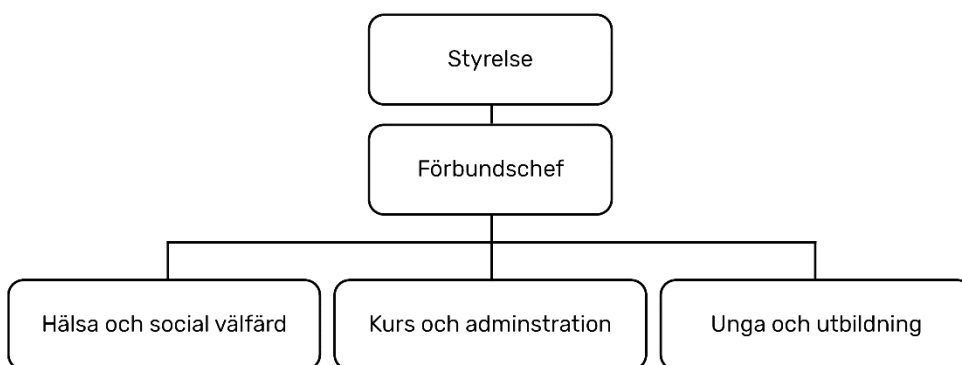 Styrelse
Förbundschef
Hälsa och social välfärd
Kurs och adminstration
Unga och utbildning